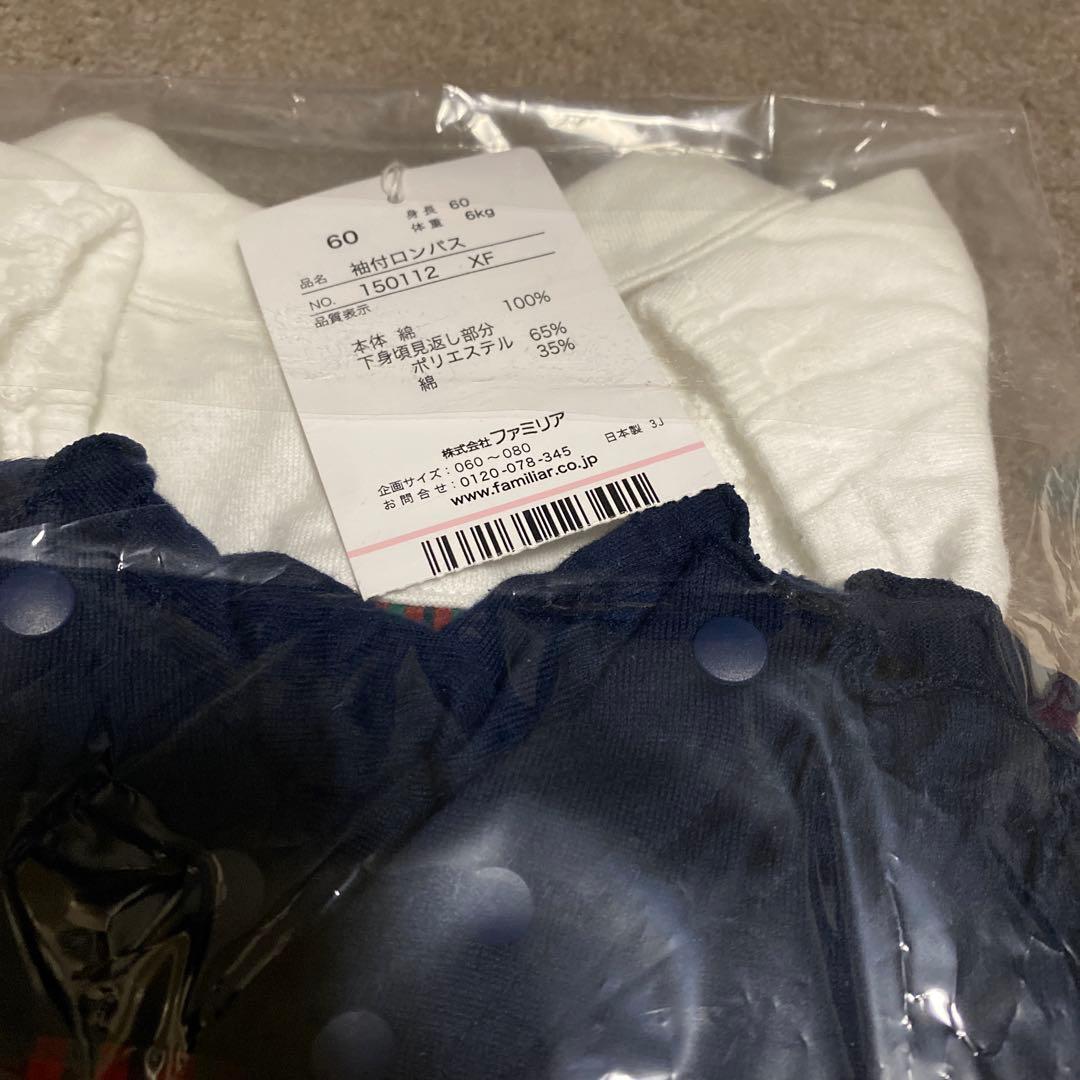 身長 60
体重 6kg
60
品名 袖付ロンパス
NO. 150112 XF
品質表示
本体 綿 100%
下身頃見返し部分
ポリエステル 65%
綿 35%
株式会社 ファミリア
企画サイズ:060～080 日本製 3J
お問合せ:0120-078-345
www.familiar.co.jp